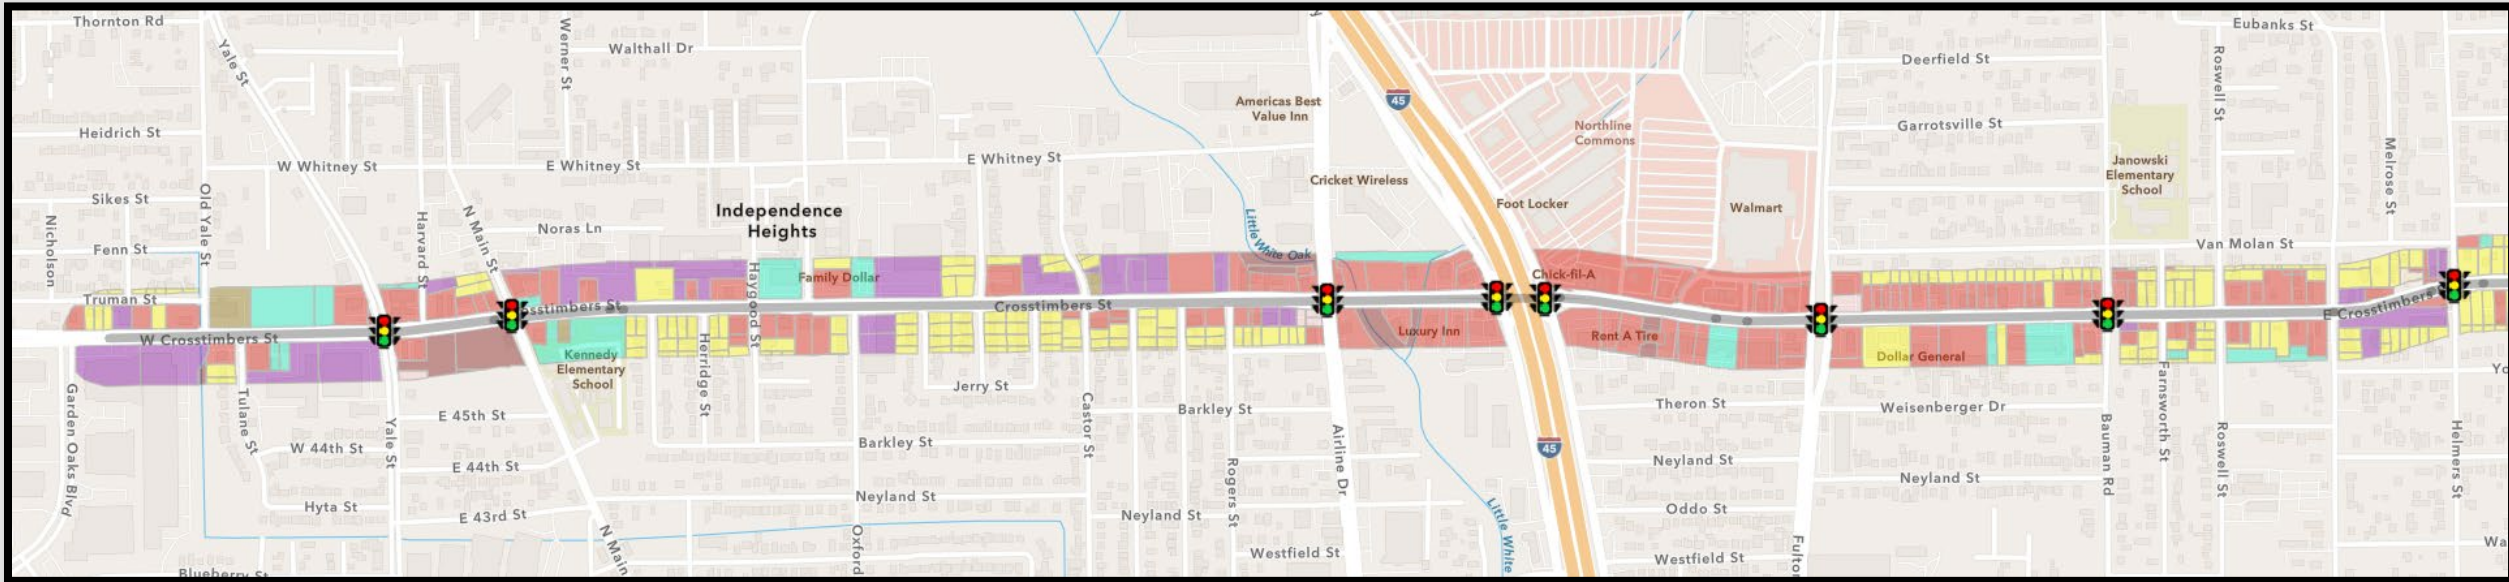 Thornton Rd
Yale St
Werner St
Walthall Dr
45
Eubanks St
Deerfield St
Roswell St
Americas Best
Value Inn
Northline
Commons
Garrotsville St
Heidrich St
W Whitney St
E Whitney St
E Whitney St
Janowski
Elementary
School
Melrose St
Cricket Wireless
Foot Locker
Walmart
Sikes St
Old Yale St
Nicholson
Harvard St
N Main St
Noras Ln
Independence
Heights
Little White Oak
Fenn St
Van Molan St
Haygood St
Family Dollar
Chick-fil-A
Truman St
Crosstimbers St
E Crosstimbers
W Crosstimbers St
Luxury Inn
Rent A Tire
Dollar General
Kennedy
Elementary
School
Herridge St
Jerry St
Garden Oaks Blvd
Tulane St
Yale St
E 45th St
Castor St
Barkley St
Theron St
Weisenberger Dr
Bauman Rd
Farnsworth St
Roswell St
Helmers St
W 44th St
E 44th St
Barkley St
Airline Dr
45
Neyland St
Neyland St
Rogers St
Hyta St
E 43rd St
N Main
Neyland St
Oxford
Neyland St
Little White
Oddo St
Westfield St
Westfield St
Blueberry St